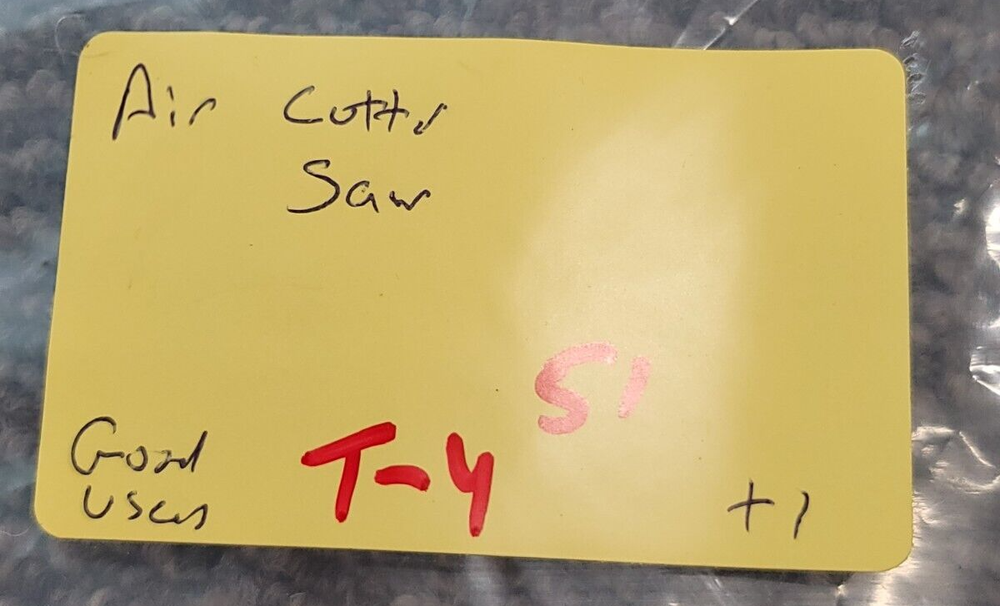 Air Cutter
Saw
S1
Good
Used
T-4
+1